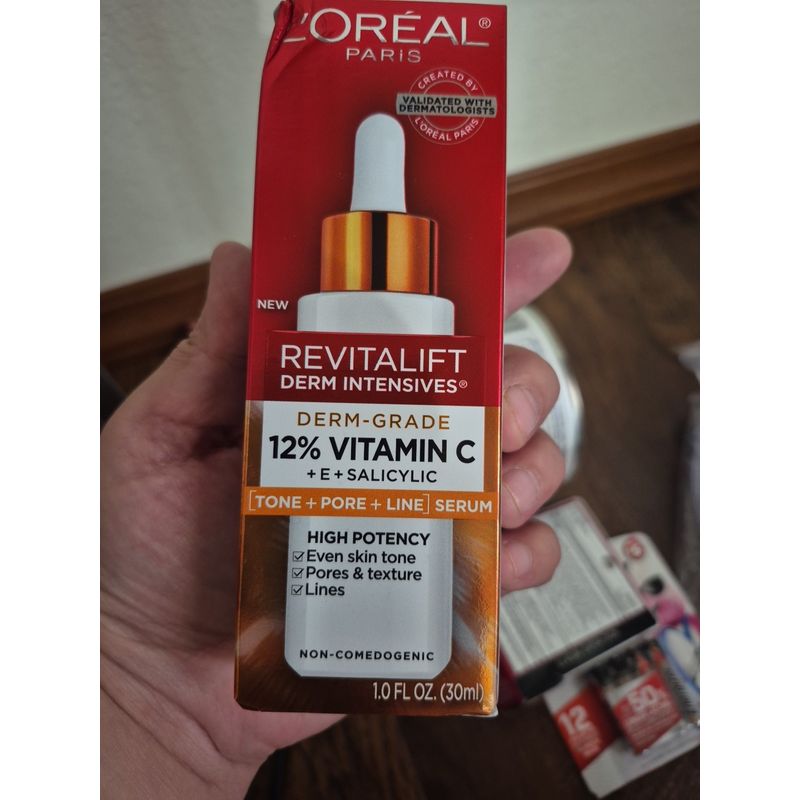 L'ORÉAL®
PARiS
CREATED BY
VALIDATED WITH
DERMATOLOGISTS
L'ORÉAL PARIS
NEW
REVITALIFT
DERM INTENSIVES®
DERM-GRADE
12% VITAMIN C
+ E + SALICYLIC
[TONE + PORE + LINE] SERUM
HIGH POTENCY
Even skin tone
Pores & texture
Lines
NON-COMEDOGENIC
1.0 FL OZ. (30ml)
12
50%